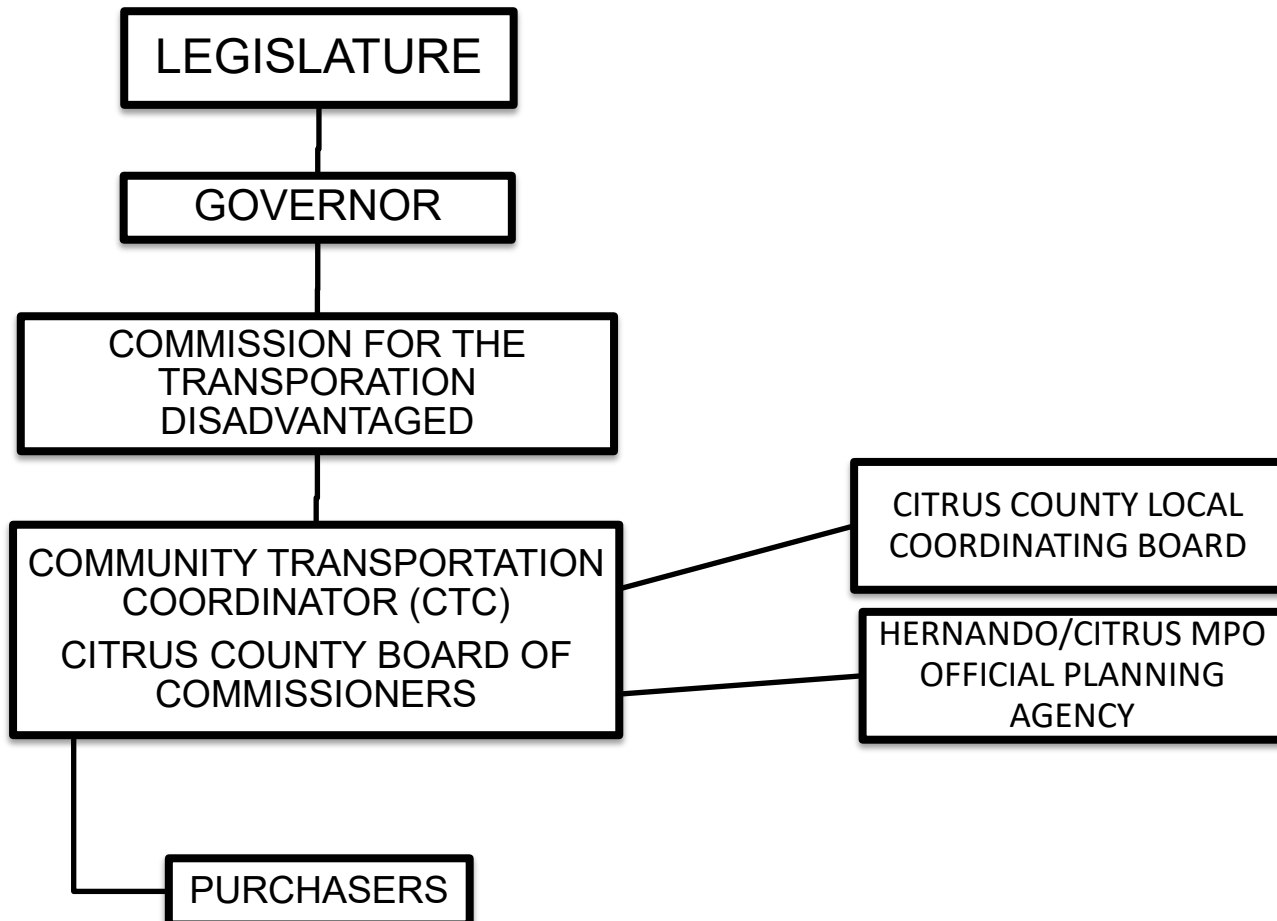 LEGISLATURE
GOVERNOR
COMMISSION FOR THE
TRANSPORATION
DISADVANTAGED
COMMUNITY TRANSPORTATION
COORDINATOR (CTC)
CITRUS COUNTY BOARD OF
COMMISSIONERS
CITRUS COUNTY LOCAL
COORDINATING BOARD
HERNANDO/CITRUS MPO
OFFICIAL PLANNING
AGENCY
PURCHASERS